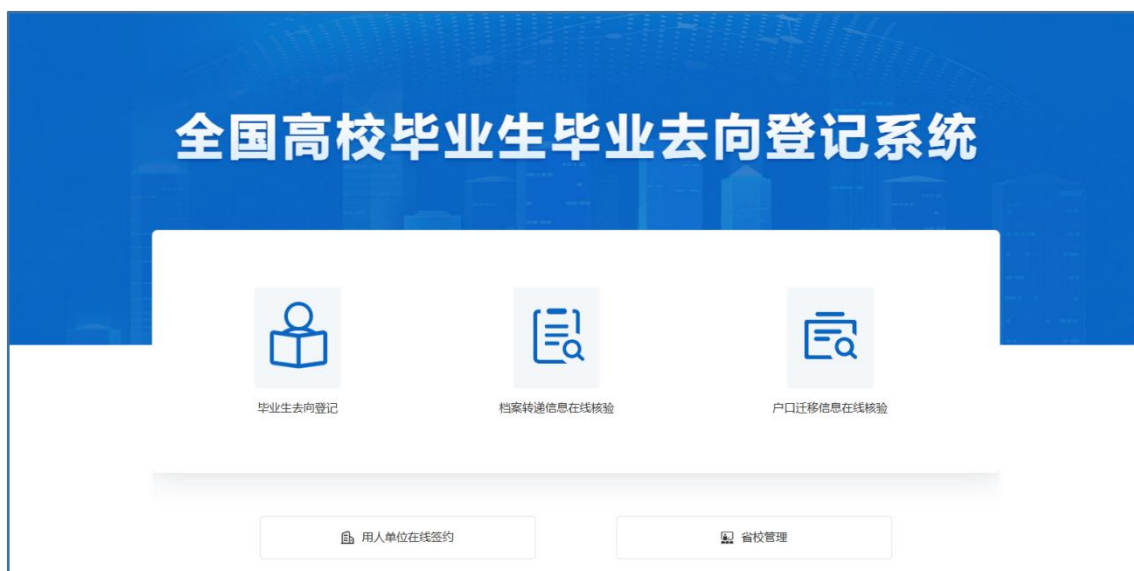 全国高校毕业生毕业去向登记系统
毕业生去向登记
档案转递信息在线核验
户口迁移信息在线核验
用人单位在线签约
省校管理